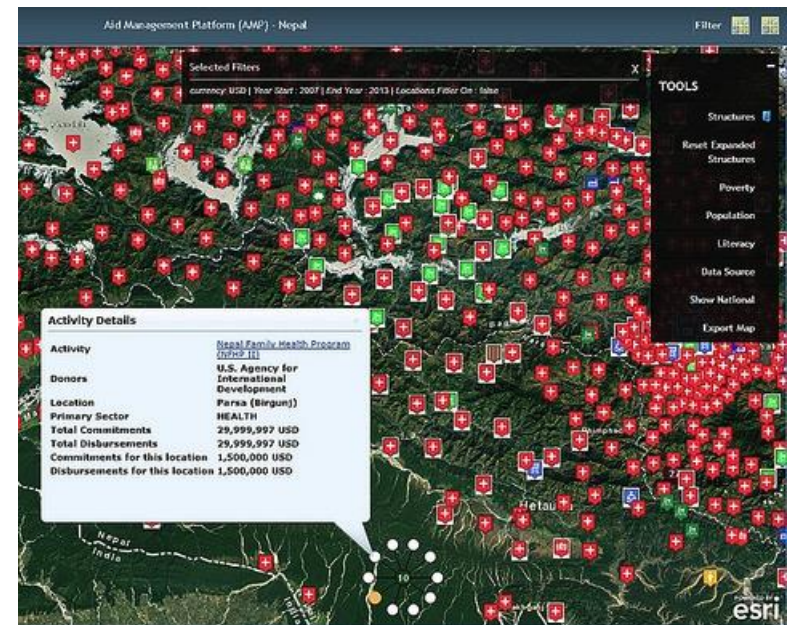 Aid Management Platform (AMP) - Nepal
Filter
Selected Filters
X
currency: USD | Year Start : 2007 | End Year : 2013 | Locations Filter On : false
TOOLS
Structures
Reset Expanded
Structures
Poverty
Population
Literacy
Data Source
Show National
Export Map
Activity Details
Activity Nepal Family Health Program
(NFHP II)
Donors U.S. Agency for
International
Development
Location Parsa (Birgunj)
Primary Sector HEALTH
Total Commitments 29,999,997 USD
Total Disbursements 29,999,997 USD
Commitments for this location 1,500,000 USD
Disbursements for this location 1,500,000 USD
Nepal
India
10
POWERED BY
esri